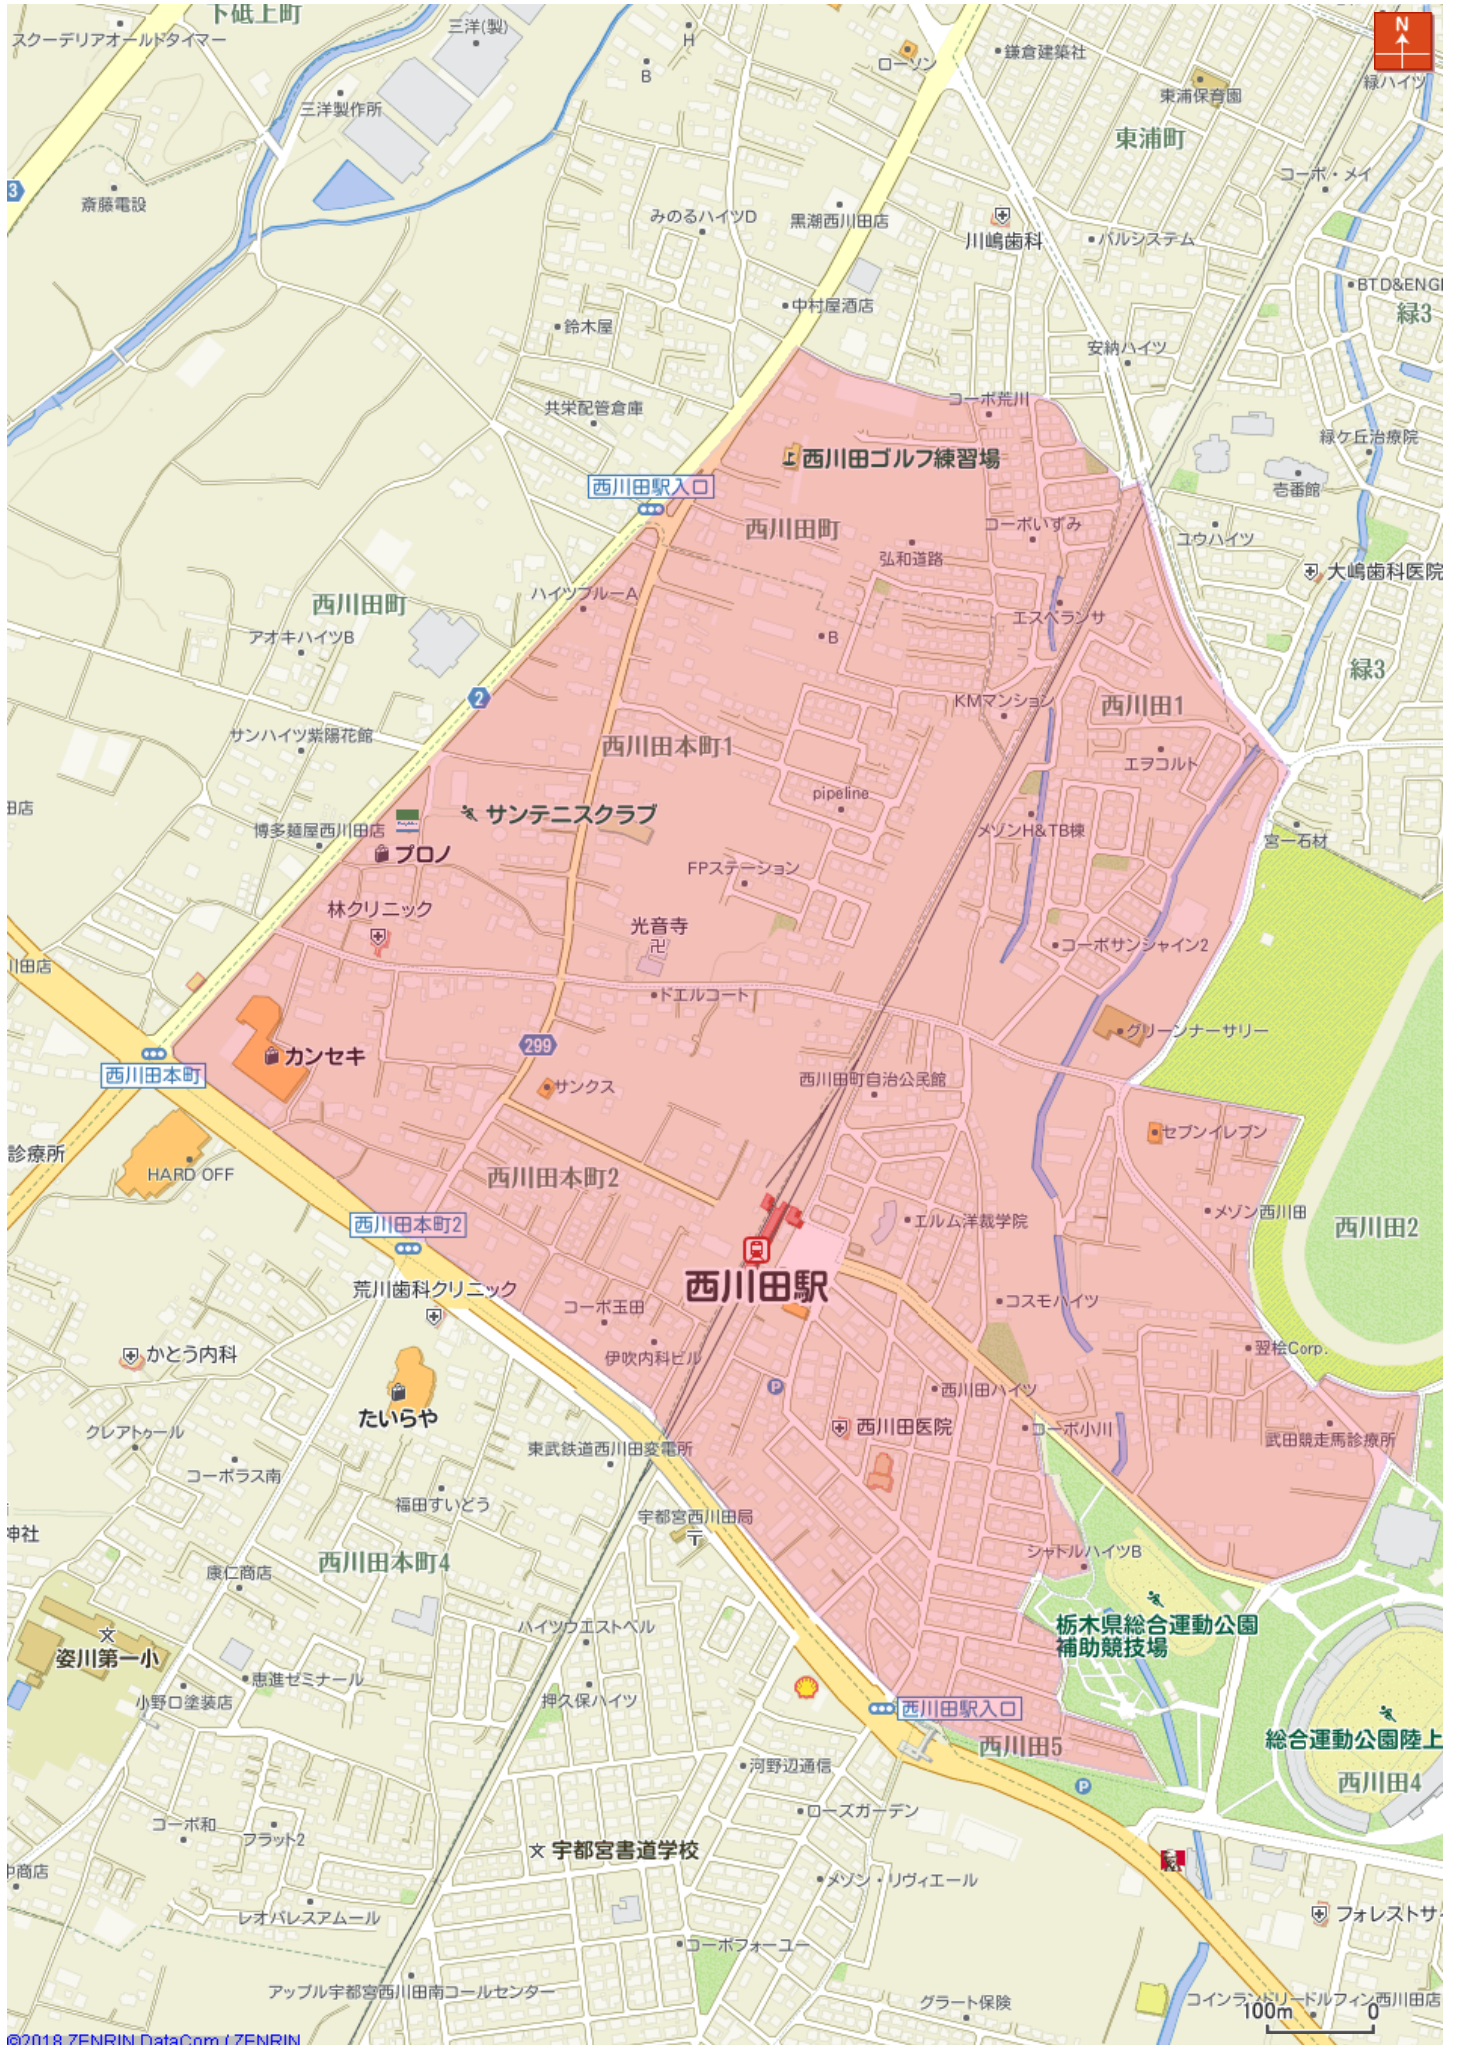 下砥上町
スクーデリアオールドタイマー
三洋(製)
H
B
ローソン
鎌倉建築社
N
緑ハイツ
三洋製作所
東浦保育園
東浦町
3
斎藤電設
コーポ・メイ
みのるハイツD
黒潮西川田店
川嶋歯科
パルシステム
BTD&ENGI
緑3
中村屋酒店
鈴木屋
安納ハイツ
コーポ荒川
共栄配管倉庫
緑ケ丘治療院
西川田ゴルフ練習場
西川田駅入口
壱番館
西川田町
コーポいずみ
ユウハイツ
弘和道路
大嶋歯科医院
ハイツブルーA
西川田町
エスペランサ
アオキハイツB
B
緑3
2
KMマンション
西川田1
サンハイツ紫陽花館
西川田本町1
エヲコルト
pipeline
田店
サンテニスクラブ
博多麺屋西川田店
メゾンH&TB棟
宮一石材
プロノ
FPステーション
林クリニック
光音寺
コーポサンシャイン2
川田店
ドエルコート
グリーンナーサリー
299
カンセキ
西川田本町
西川田町自治公民館
サンクス
セブンイレブン
診療所
HARD OFF
西川田本町2
メゾン西川田
西川田本町2
エルム洋裁学院
西川田2
西川田駅
荒川歯科クリニック
コーポ玉田
コスモハイツ
かとう内科
伊吹内科ビル
翌桧Corp.
P
西川田ハイツ
たいらや
クレアトゥール
西川田医院
コーポ小川
東武鉄道西川田変電所
武田競走馬診療所
コーポラス南
福田すいどう
宇都宮西川田局
神社
西川田本町4
シャトルハイツB
康仁商店
ハイツウエストベル
栃木県総合運動公園
補助競技場
姿川第一小
恵進ゼミナール
小野口塗装店
押久保ハイツ
西川田駅入口
総合運動公園陸上
西川田5
河野辺通信
西川田4
P
コーポ和
フラット2
ローズガーデン
宇都宮書道学校
中商店
メゾン・リヴィエール
レオパレスアムール
フォレストサ
コーポフォーユー
アップル宇都宮西川田南コールセンター
グラート保険
コインランドリードルフィン西川田店
100m 0
©2018 ZENRIN DataCom / ZENRIN